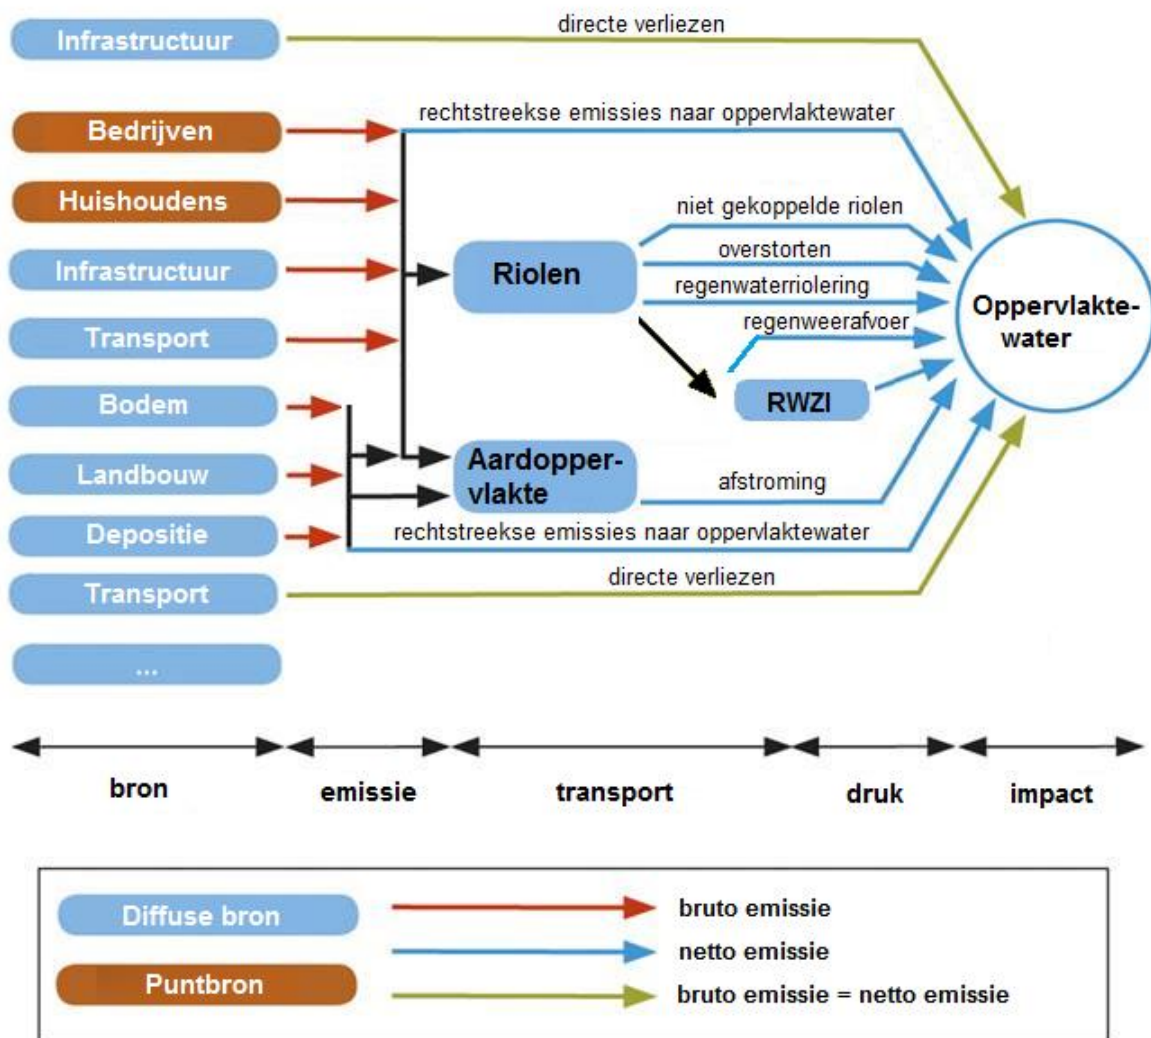 Infrastructuur
directe verliezen
Bedrijven
rechtstreekse emissies naar oppervlaktewater
Huishoudens
niet gekoppelde riolen
Infrastructuur
Riolen
overstorten
regenwaterriolering
Oppervlakte-
water
Transport
regenweerafvoer
Bodem
RWZI
Landbouw
Aardopper-
vlakte
afstroming
Depositie
rechtstreekse emissies naar oppervlaktewater
Transport
directe verliezen
...
bron
emissie
transport
druk
impact
Diffuse bron
bruto emissie
netto emissie
Puntbron
bruto emissie = netto emissie